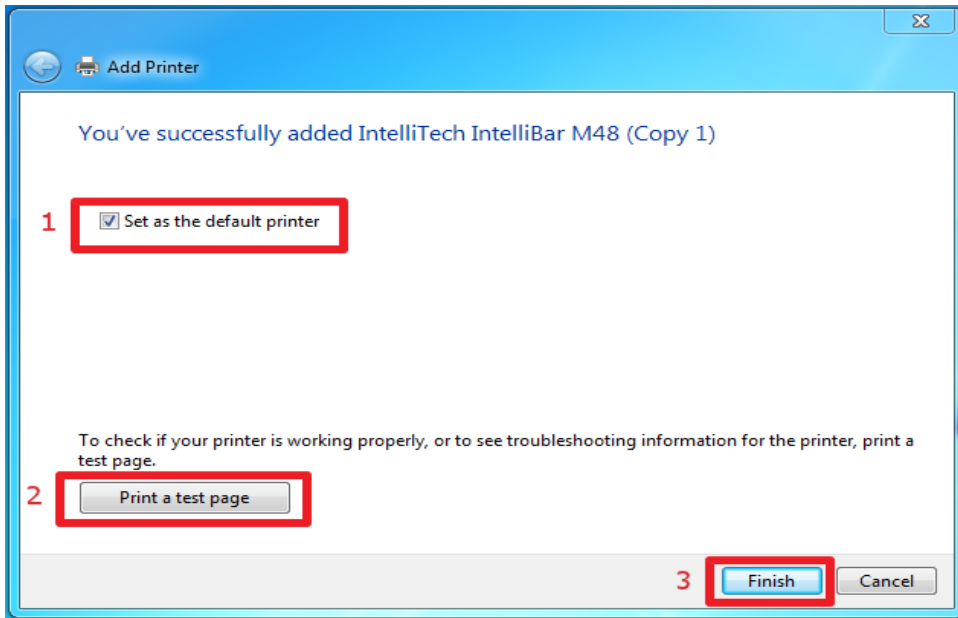 Add Printer
You've successfully added IntelliTech IntelliBar M48 (Copy 1)
1
Set as the default printer
To check if your printer is working properly, or to see troubleshooting information for the printer, print a
test page.
2
Print a test page
3
Finish
Cancel